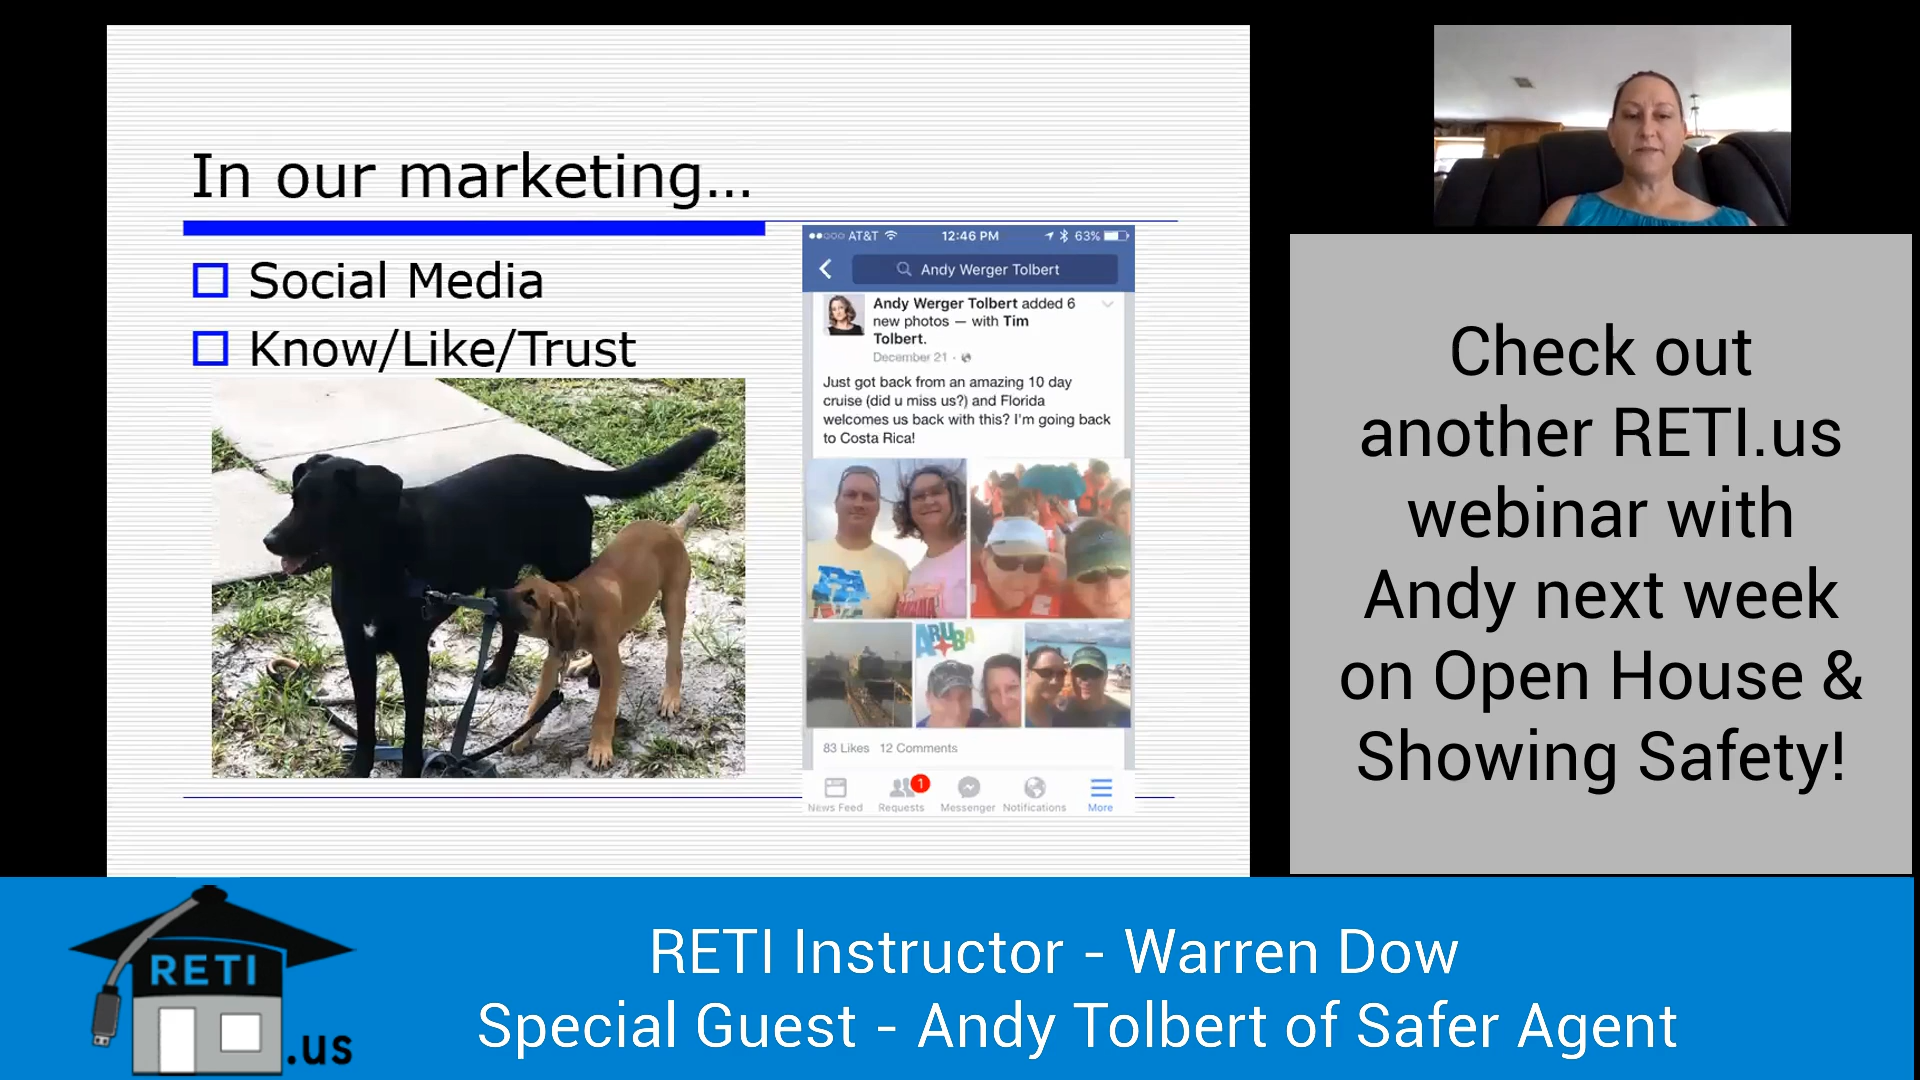 In our marketing...
Social Media
Know/Like/Trust
AT&T 12:46 PM 63%
Andy Werger Tolbert
Andy Werger Tolbert added 6
new photos — with Tim
Tolbert.
December 21 ·
Just got back from an amazing 10 day
cruise (did u miss us?) and Florida
welcomes us back with this? I'm going back
to Costa Rica!
ARUBA
83 Likes 12 Comments
1
News Feed Requests Messenger Notifications More
Check out
another RETI.us
webinar with
Andy next week
on Open House &
Showing Safety!
RETI
.us
RETI Instructor - Warren Dow
Special Guest - Andy Tolbert of Safer Agent